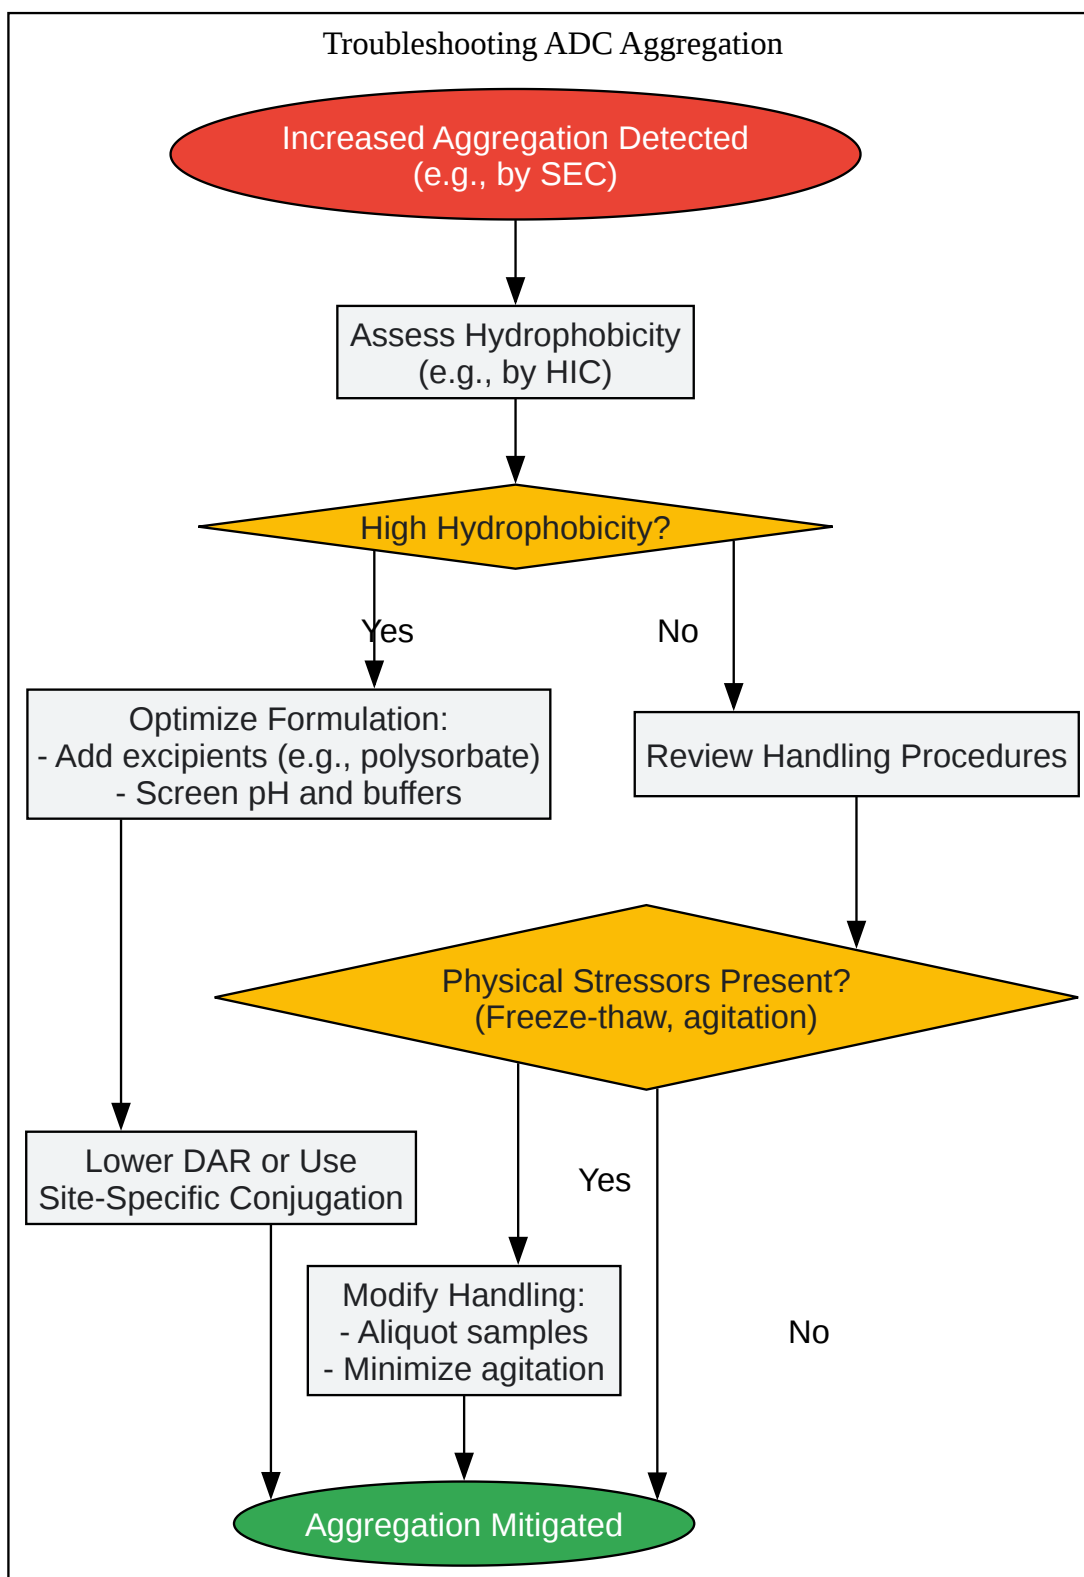 Troubleshooting ADC Aggregation
Increased Aggregation Detected
(e.g., by SEC)
Assess Hydrophobicity
(e.g., by HIC)
High Hydrophobicity?
Yes
No
Optimize Formulation:
- Add excipients (e.g., polysorbate)
- Screen pH and buffers
Review Handling Procedures
Physical Stressors Present?
(Freeze-thaw, agitation)
Lower DAR or Use
Site-Specific Conjugation
Yes
Modify Handling:
- Aliquot samples
- Minimize agitation
No
Aggregation Mitigated